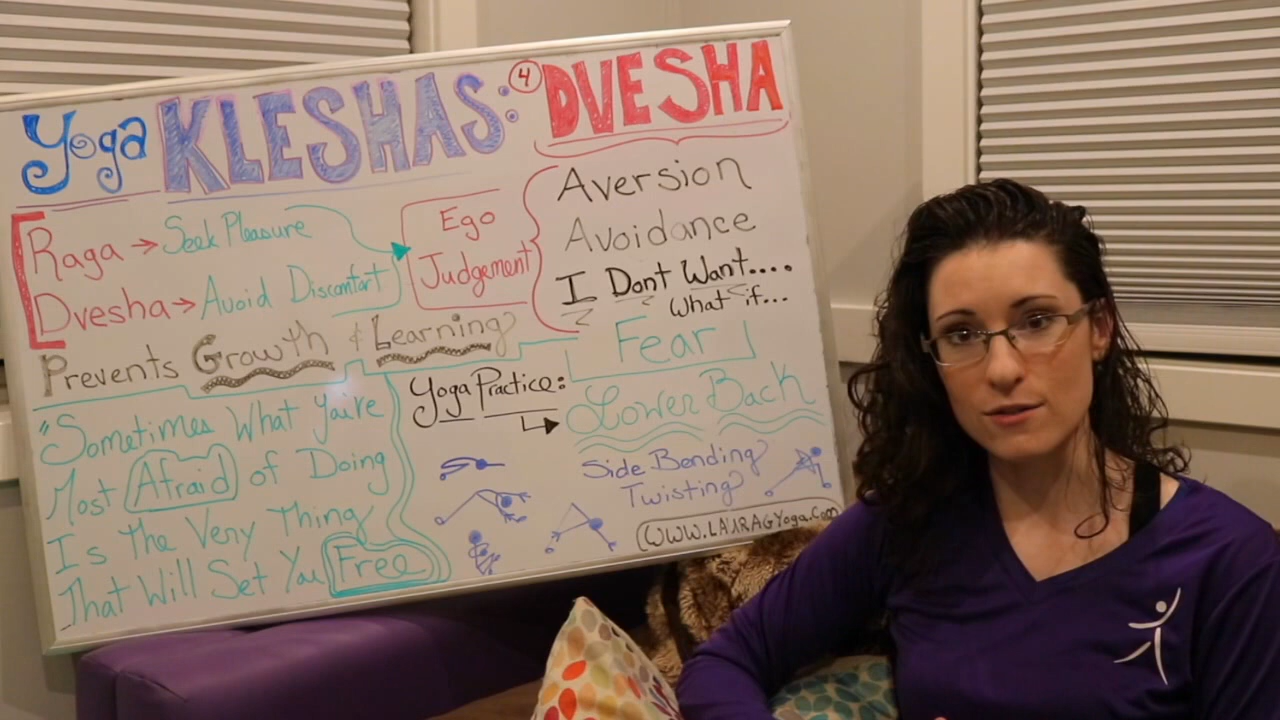 Yoga KLESHAS: 4 DVESHA
Raga → Seek Pleasure
Dvesha → Avoid Discomfort
Ego
Judgement
Prevents Growth & Learning
Aversion
Avoidance
I Dont Want....
What if...
Fear
"Sometimes What You're
Most Afraid of Doing
Is The Very Thing
That Will Set You Free
Yoga Practice:
Lower Back
Side Bending
Twisting
WWW.LAURAGYoga.Com